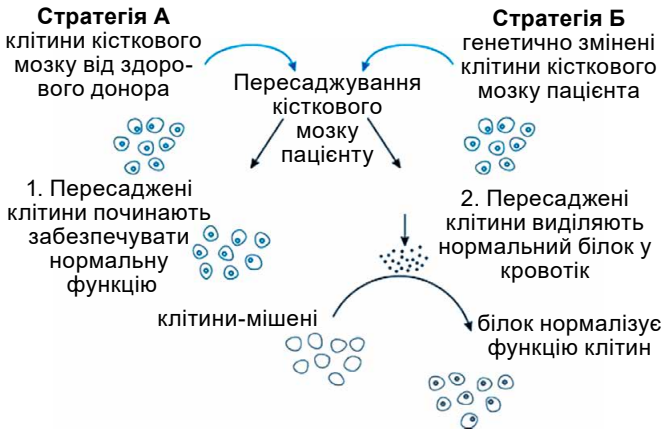 Стратегія А
клітини кісткового
мозку від здоро-
вого донора
Стратегія Б
генетично змінені
клітини кісткового
мозку пацієнта
Пересаджування
кісткового
мозку
пацієнту
1. Пересаджені
клітини починають
забезпечувати
нормальну
функцію
2. Пересаджені
клітини виділяють
нормальний білок у
кровотік
клітини-мішені
білок нормалізує
функцію клітин